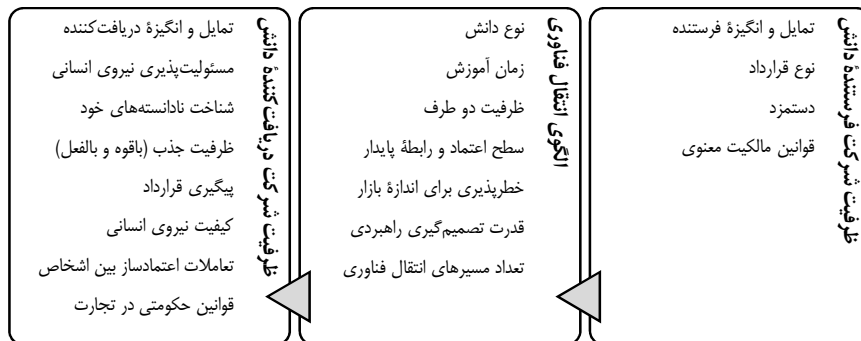 ظرفیت شرکت فرستندهٔ دانش
تمایل و انگیزهٔ فرستنده
نوع قرارداد
دستمزد
قوانین مالکیت معنوی
الگوی انتقال فناوری
نوع دانش
زمان آموزش
ظرفیت دو طرف
سطح اعتماد و رابطهٔ پایدار
خطرپذیری برای اندازهٔ بازار
قدرت تصمیم‌گیری راهبردی
تعداد مسیرهای انتقال فناوری
ظرفیت شرکت دریافت‌کنندهٔ دانش
تمایل و انگیزهٔ دریافت‌کننده
مسئولیت‌پذیری نیروی انسانی
شناخت نادانسته‌های خود
ظرفیت جذب (باقوه و بالفعل)
پیگیری قرارداد
کیفیت نیروی انسانی
تعاملات اعتمادساز بین اشخاص
قوانین حکومتی در تجارت